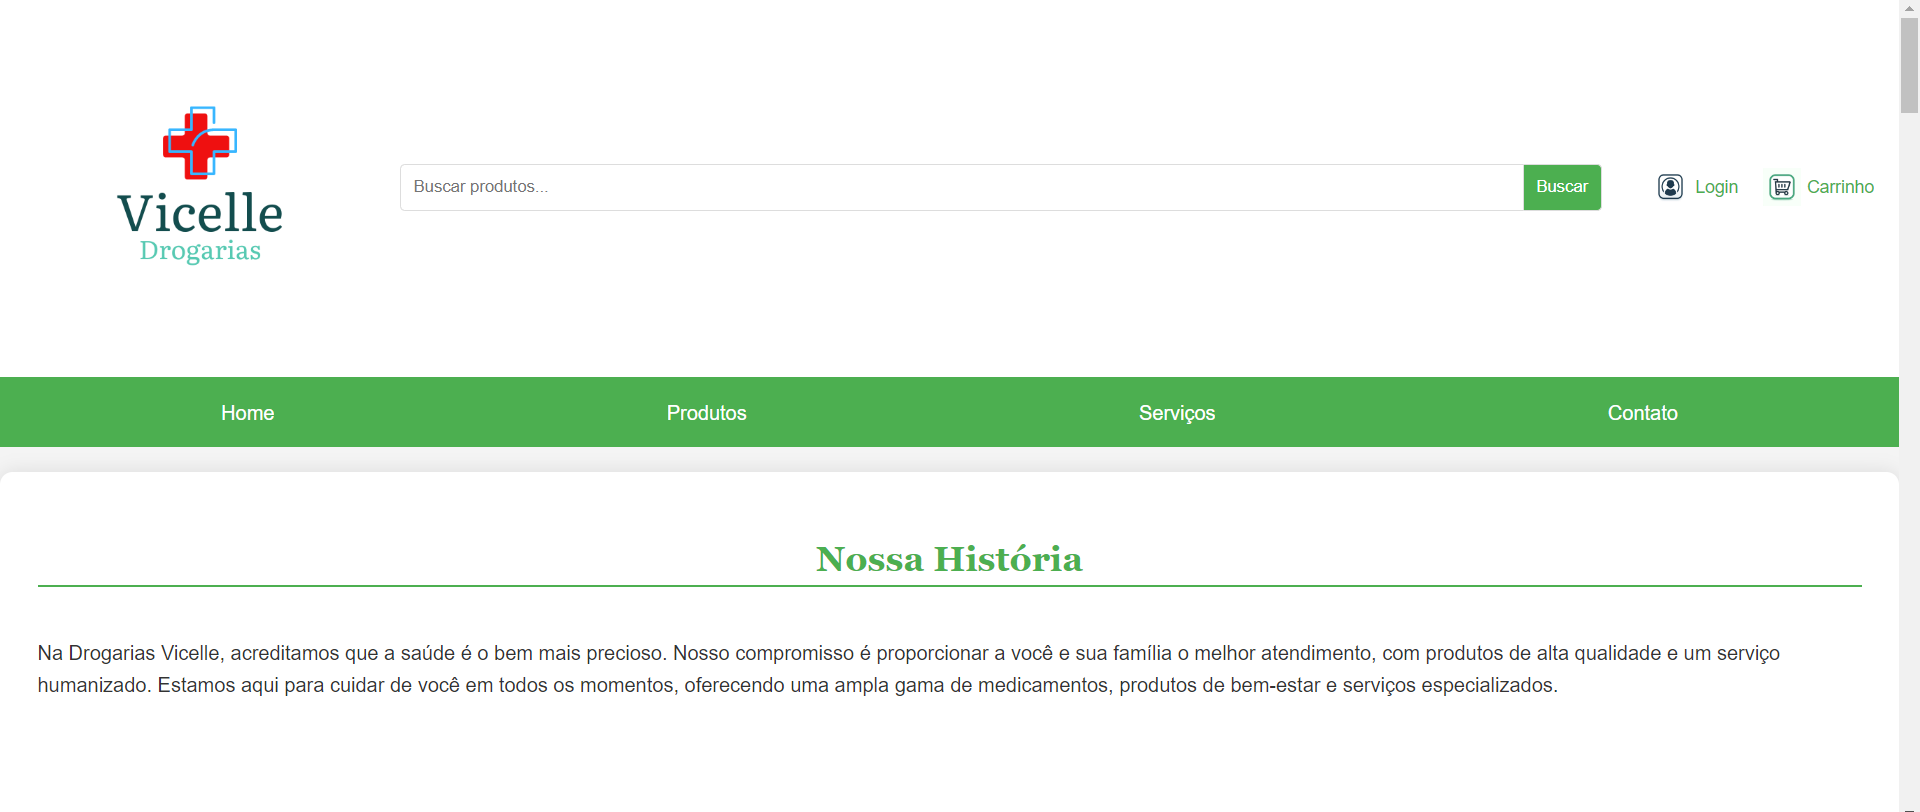 Vicelle
Drogarias
Buscar produtos...
Buscar
Login
Carrinho
Home
Produtos
Serviços
Contato
Nossa História
Na Drogarias Vicelle, acreditamos que a saúde é o bem mais precioso. Nosso compromisso é proporcionar a você e sua família o melhor atendimento, com produtos de alta qualidade e um serviço
humanizado. Estamos aqui para cuidar de você em todos os momentos, oferecendo uma ampla gama de medicamentos, produtos de bem-estar e serviços especializados.